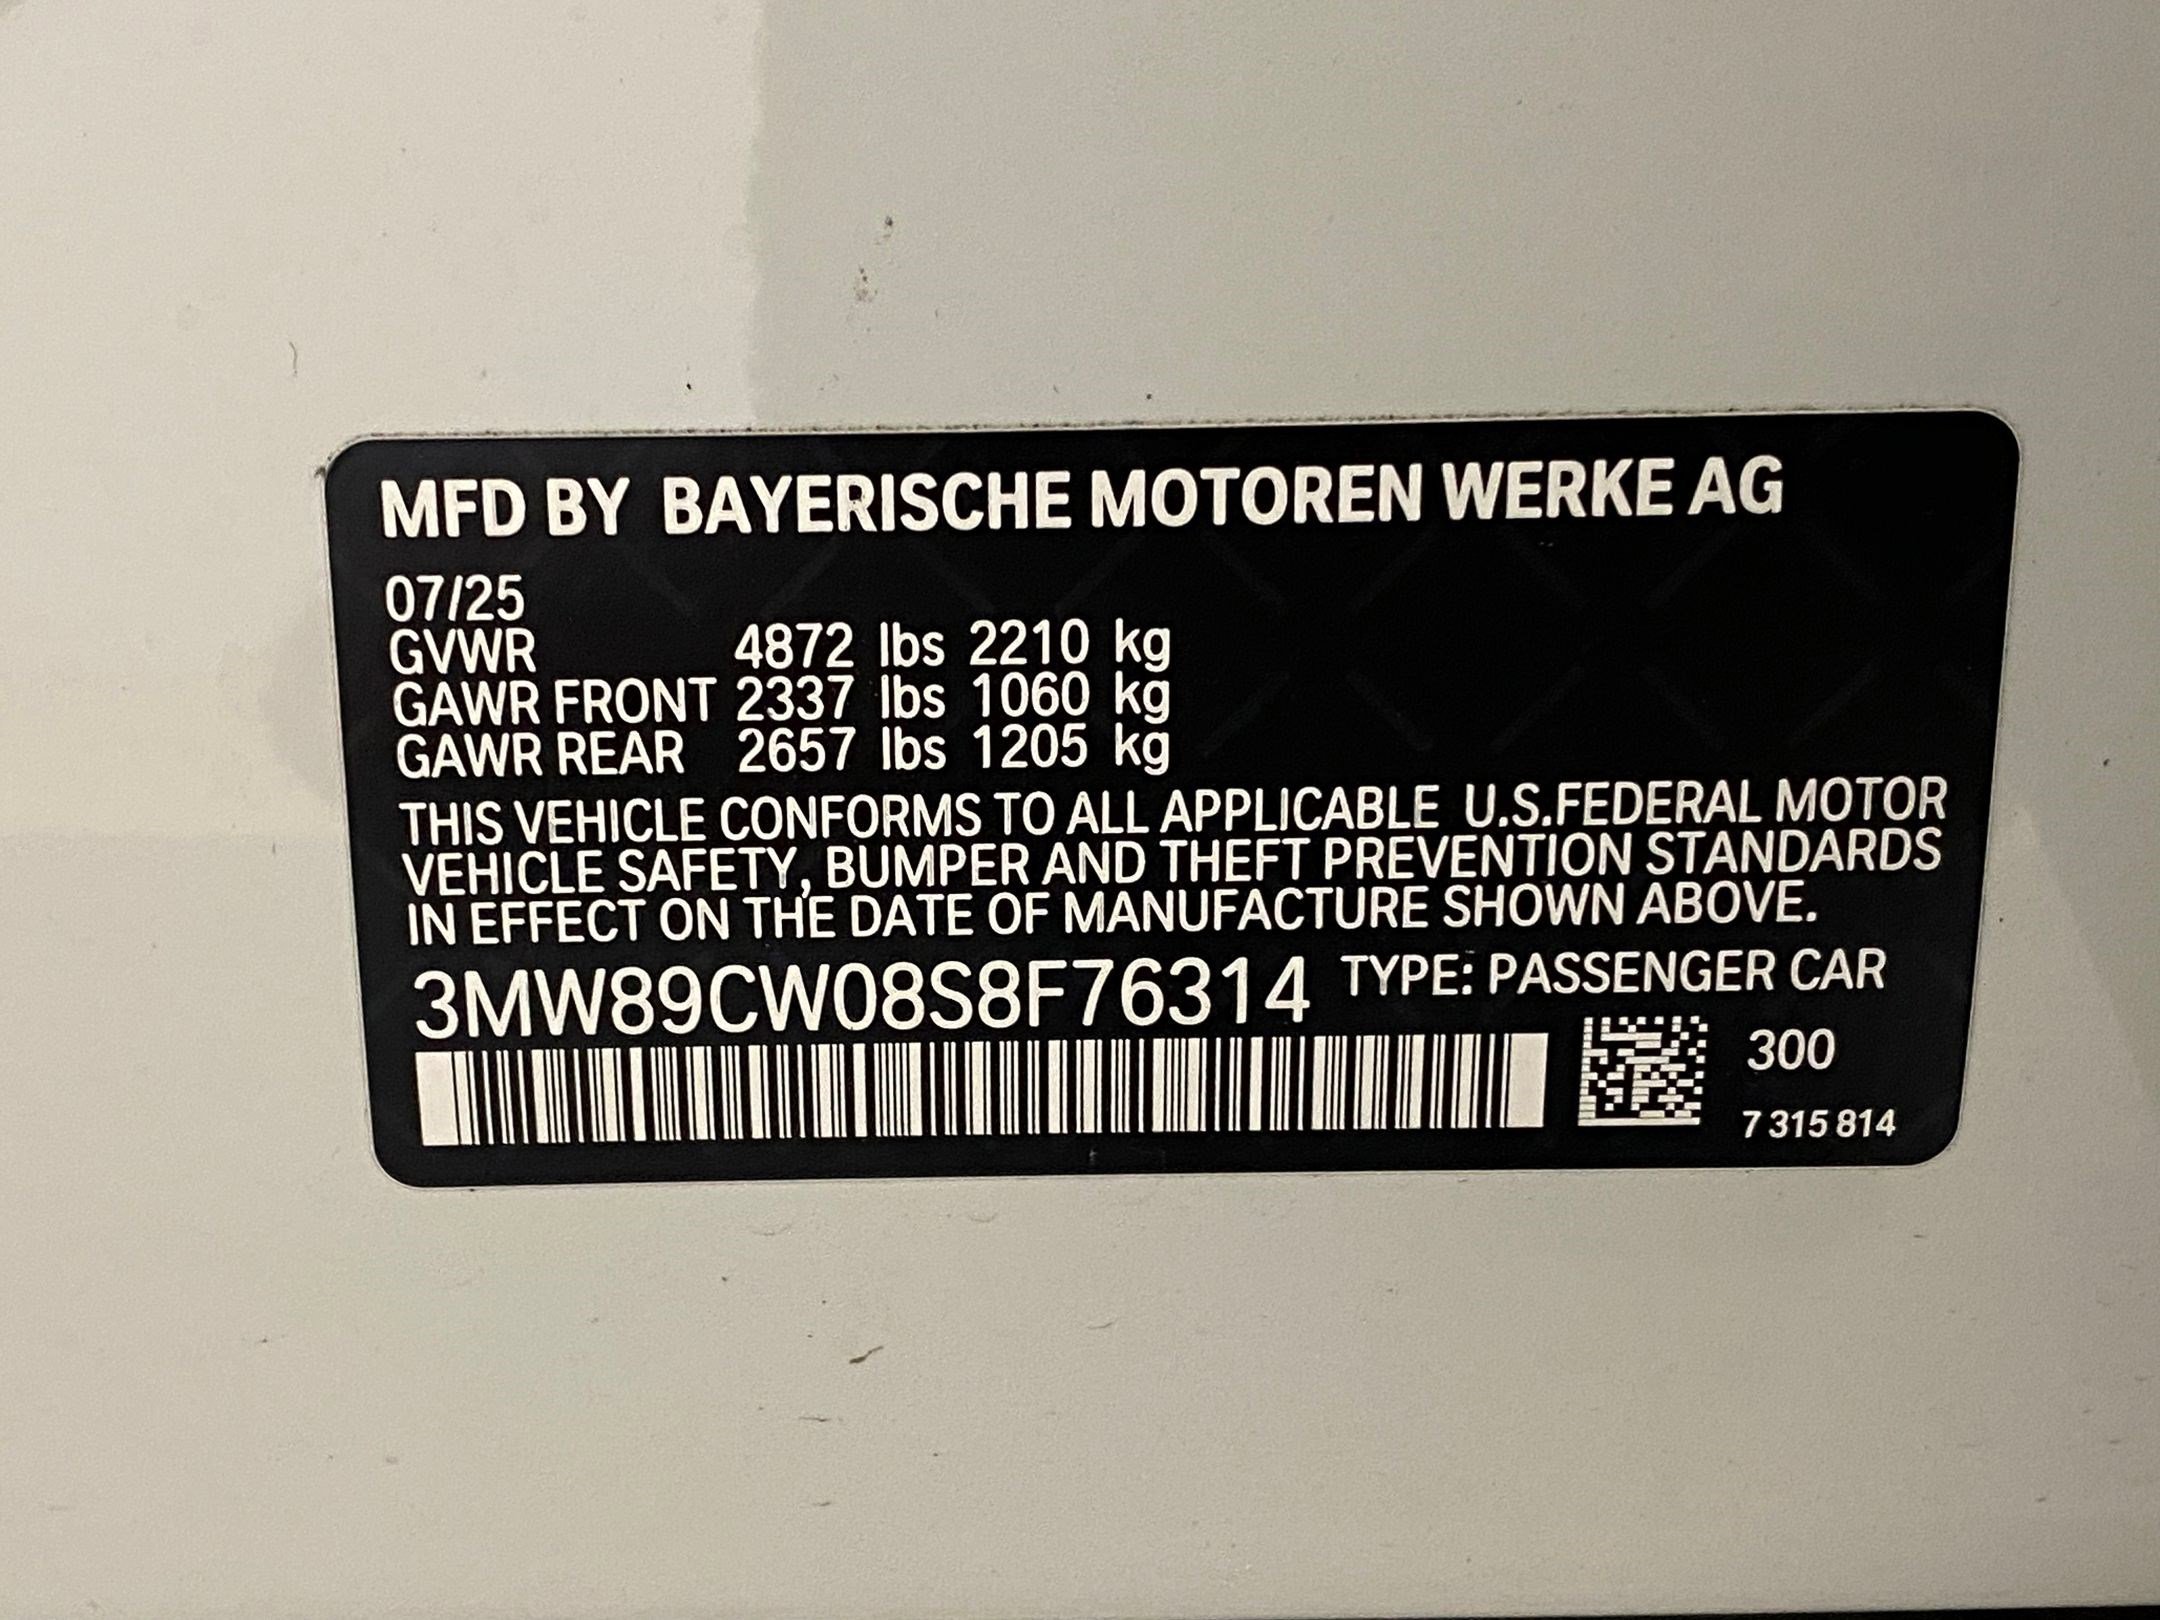 MFD BY BAYERISCHE MOTOREN WERKE AG
07/25
GVWR 4872 lbs 2210 kg
GAWR FRONT 2337 lbs 1060 kg
GAWR REAR 2657 lbs 1205 kg
THIS VEHICLE CONFORMS TO ALL APPLICABLE U.S.FEDERAL MOTOR
VEHICLE SAFETY, BUMPER AND THEFT PREVENTION STANDARDS
IN EFFECT ON THE DATE OF MANUFACTURE SHOWN ABOVE.
3MW89CW08S8F76314 TYPE: PASSENGER CAR
300
7 315 814